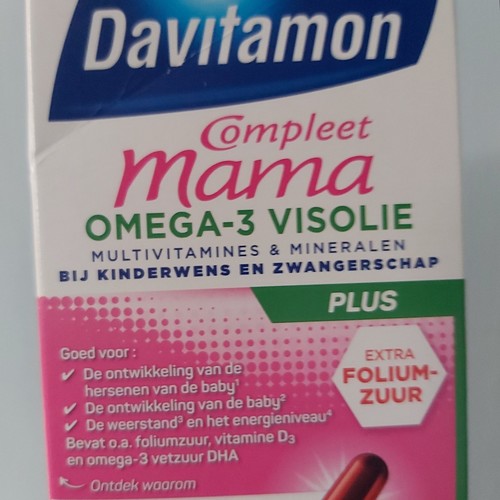 Davitamon
Compleet
mama
OMEGA-3 VISOLIE
MULTIVITAMINES & MINERALEN
BIJ KINDERWENS EN ZWANGERSCHAP
PLUS
Goed voor:
✓ De ontwikkeling van de
hersenen van de baby¹
✓ De ontwikkeling van de baby²
✓ De weerstand³ en het energieniveau⁴
Bevat o.a. foliumzuur, vitamine D₃
en omega-3 vetzuur DHA
Ontdek waarom
EXTRA
FOLIUM-
ZUUR